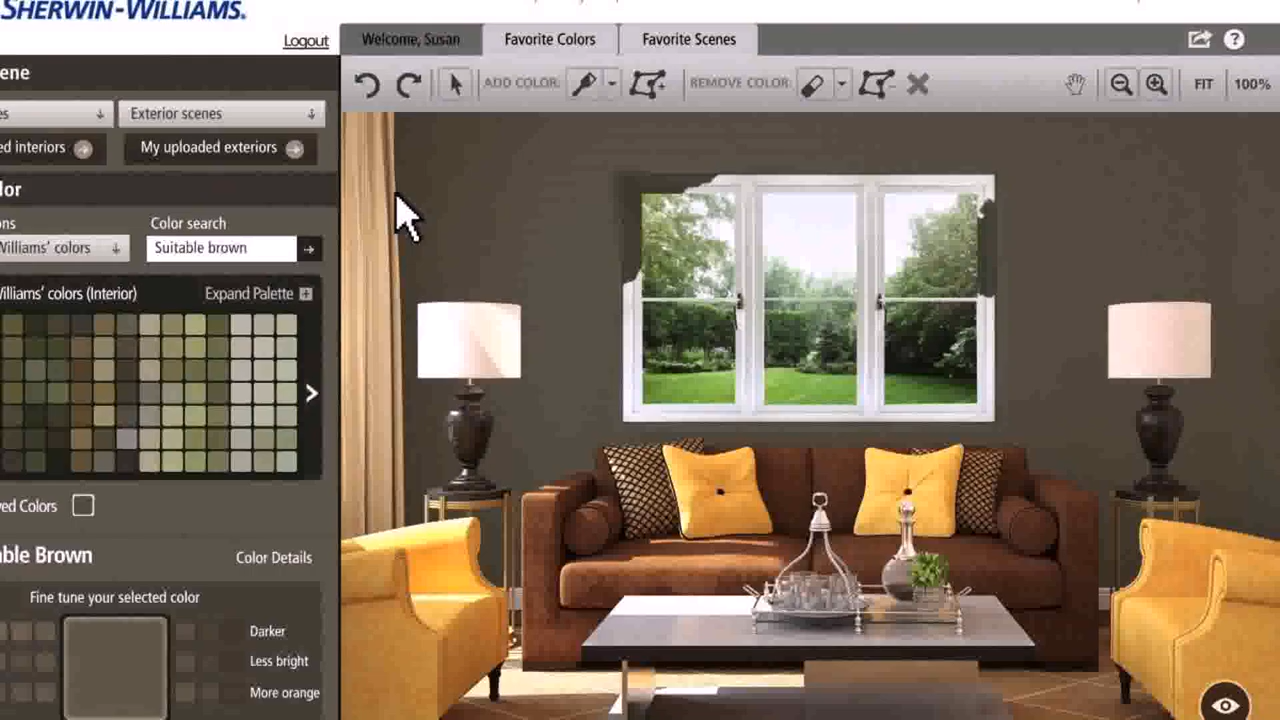 SHERWIN-WILLIAMS.
Logout
Welcome, Susan
Favorite Colors
Favorite Scenes
ADD COLOR:
REMOVE COLOR:
FIT
100%
ene
es
Exterior scenes
ed interiors
My uploaded exteriors
lor
ons
Color search
Williams' colors
Suitable brown
Villiams' colors (Interior)
Expand Palette
ved Colors
able Brown
Color Details
Fine tune your selected color
Darker
Less bright
More orange